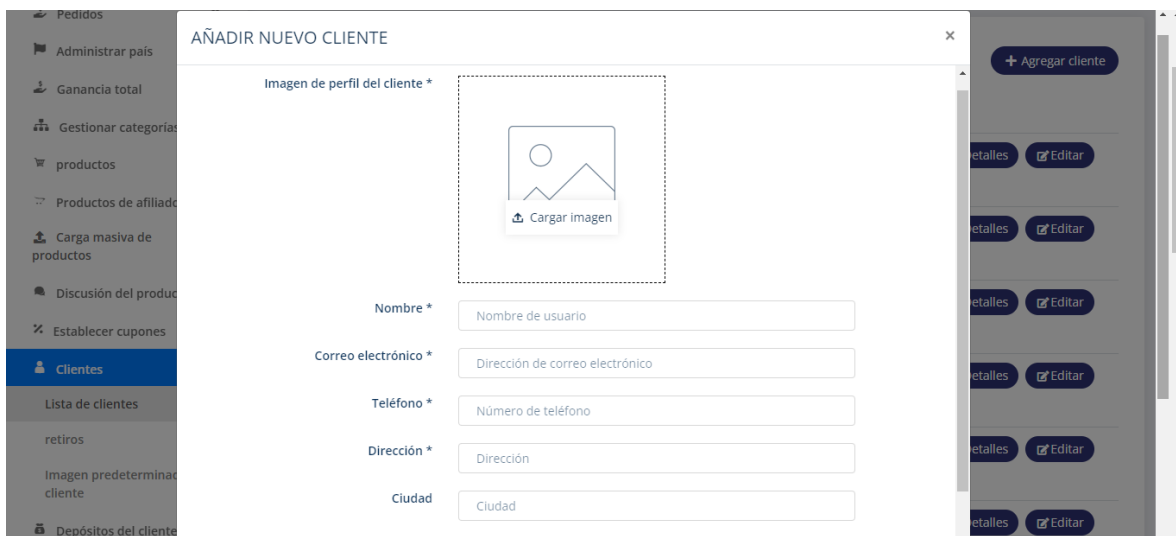 Pedidos
Administrar país
Ganancia total
Gestionar categorías
productos
Productos de afiliado
Carga masiva de
productos
Discusión del produc
Establecer cupones
Clientes
Lista de clientes
retiros
Imagen predeterminad
cliente
Depósitos del cliente
AÑADIR NUEVO CLIENTE
×
Imagen de perfil del cliente *
Cargar imagen
Nombre *
Nombre de usuario
Correo electrónico *
Dirección de correo electrónico
Teléfono *
Número de teléfono
Dirección *
Dirección
Ciudad
Ciudad
+ Agregar cliente
etalles Editar
etalles Editar
etalles Editar
etalles Editar
etalles Editar
etalles Editar